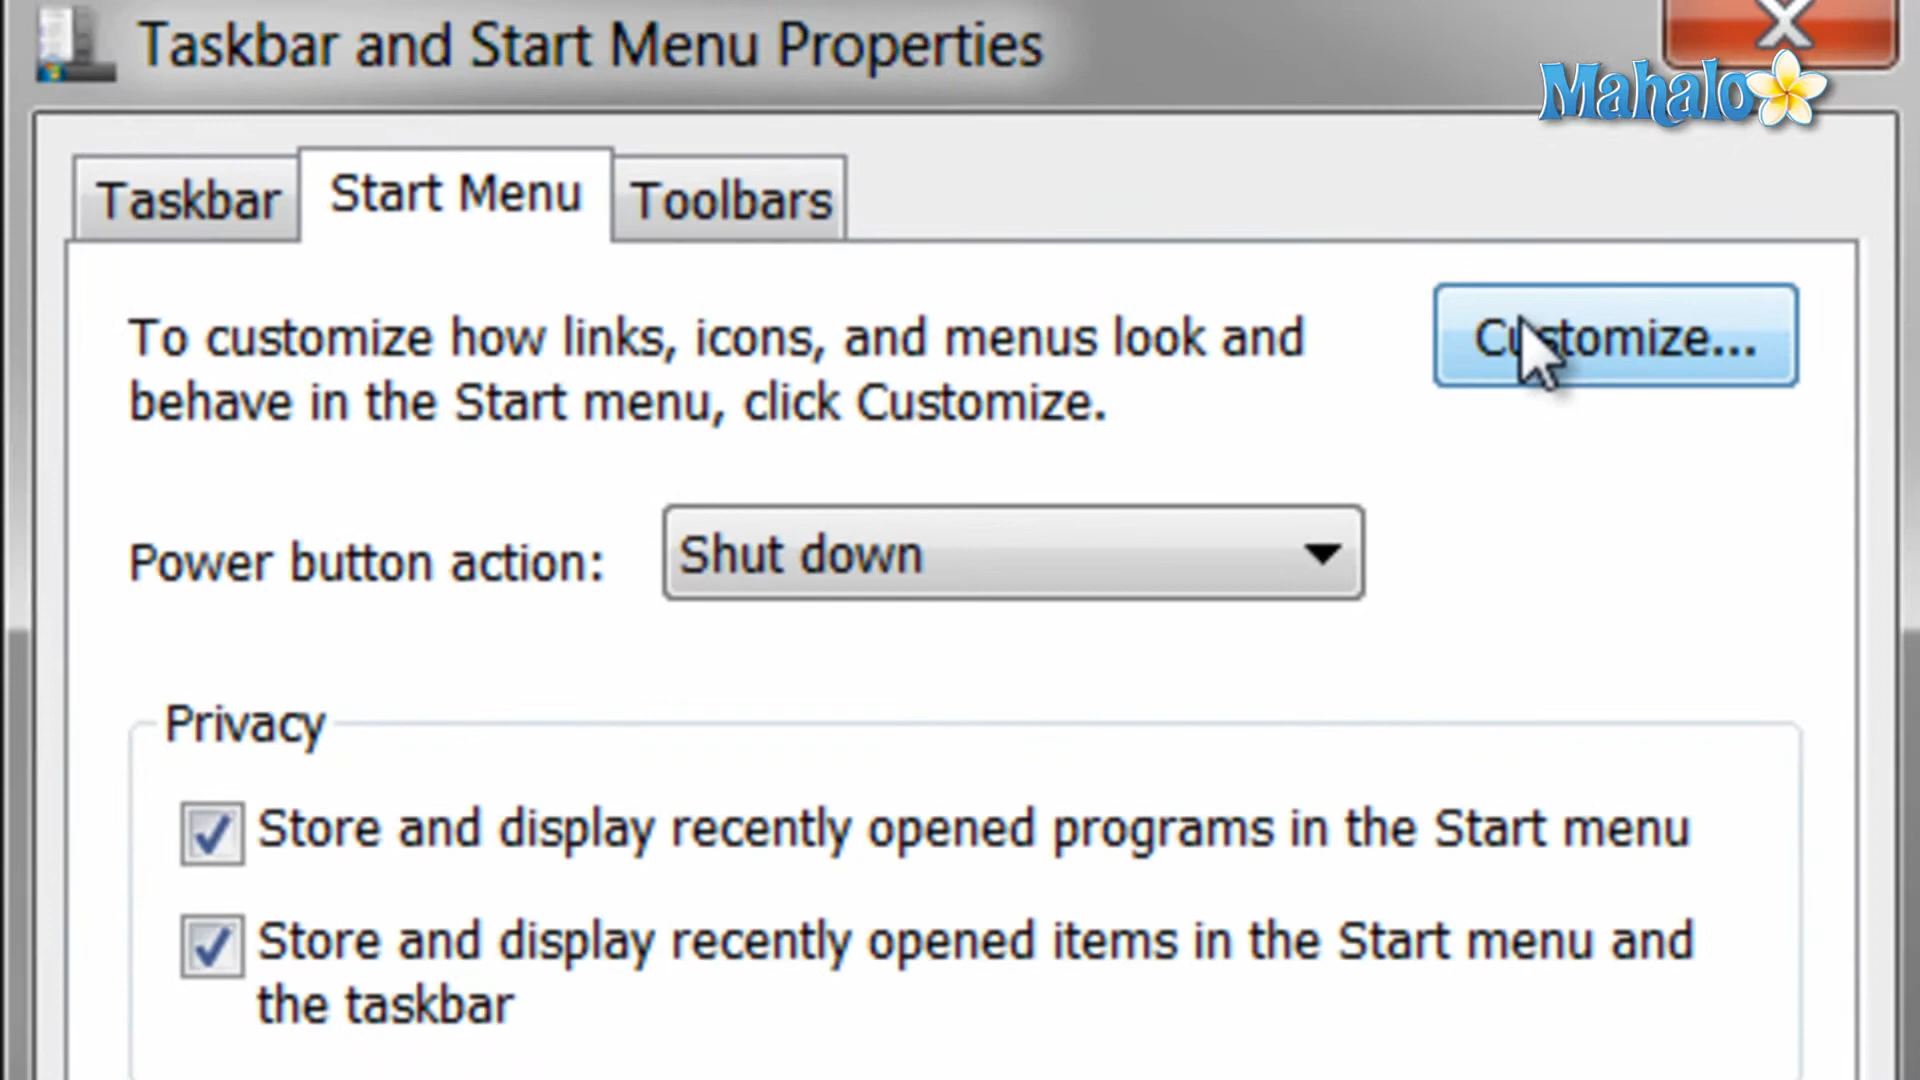 Taskbar and Start Menu Properties
Mahalo
Taskbar Start Menu Toolbars
To customize how links, icons, and menus look and
behave in the Start menu, click Customize.
Customize...
Power button action: Shut down
Privacy
Store and display recently opened programs in the Start menu
Store and display recently opened items in the Start menu and
the taskbar